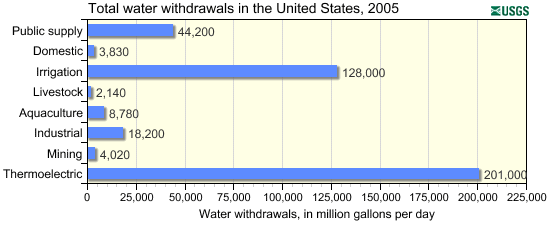 Total water withdrawals in the United States, 2005
USGS
Public supply 44,200
Domestic 3,830
Irrigation 128,000
Livestock 2,140
Aquaculture 8,780
Industrial 18,200
Mining 4,020
Thermoelectric 201,000
0 25,000 50,000 75,000 100,000 125,000 150,000 175,000 200,000 225,000
Water withdrawals, in million gallons per day